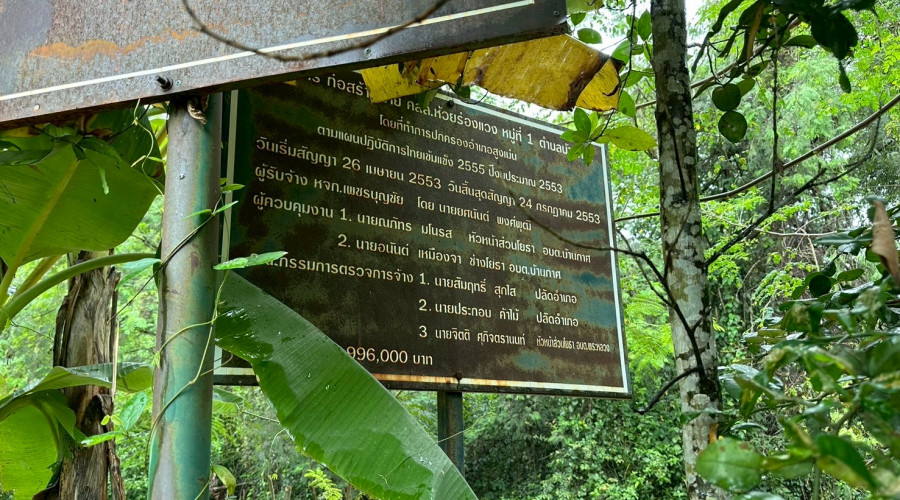 ก่อสร้างฝาย คสล.ห้วยร้องแวง หมู่ที่ 1 ตำบล
โดยที่ทำการปกครองอำเภอสูงเม่น
ตามแผนปฏิบัติการไทยเข้มแข็ง 2555 ปีงบประมาณ 2553
วันเริ่มสัญญา 26 เมษายน 2553 วันสิ้นสุดสัญญา 24 กรกฎาคม 2553
ผู้รับจ้าง หจก.เพชรบุญชัย โดย นายยศนันต์ พงศ์พุฒิ
ผู้ควบคุมงาน 1. นายณภัทร มโนรส หัวหน้าส่วนโยธา อบต.บ้านกาศ
2. นายอนันต์ เหมืองจา ช่างโยธา อบต.บ้านกาศ
กรรมการตรวจการจ้าง 1. นายสัมฤทธิ์ สุกใส ปลัดอำเภอ
2. นายประกอบ ค้าไม้ ปลัดอำเภอ
3 นายจิตติ ศุภิจตรานนท์ หัวหน้าส่วนโยธา อบต.พระหลวง
996,000 บาท